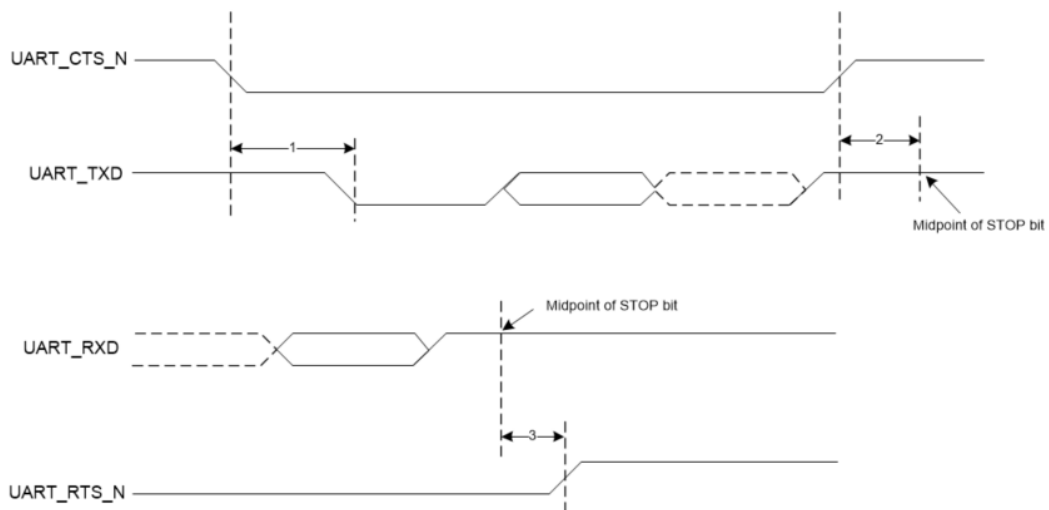 UART_CTS_N
1
2
UART_TXD
Midpoint of STOP bit
Midpoint of STOP bit
UART_RXD
3
UART_RTS_N